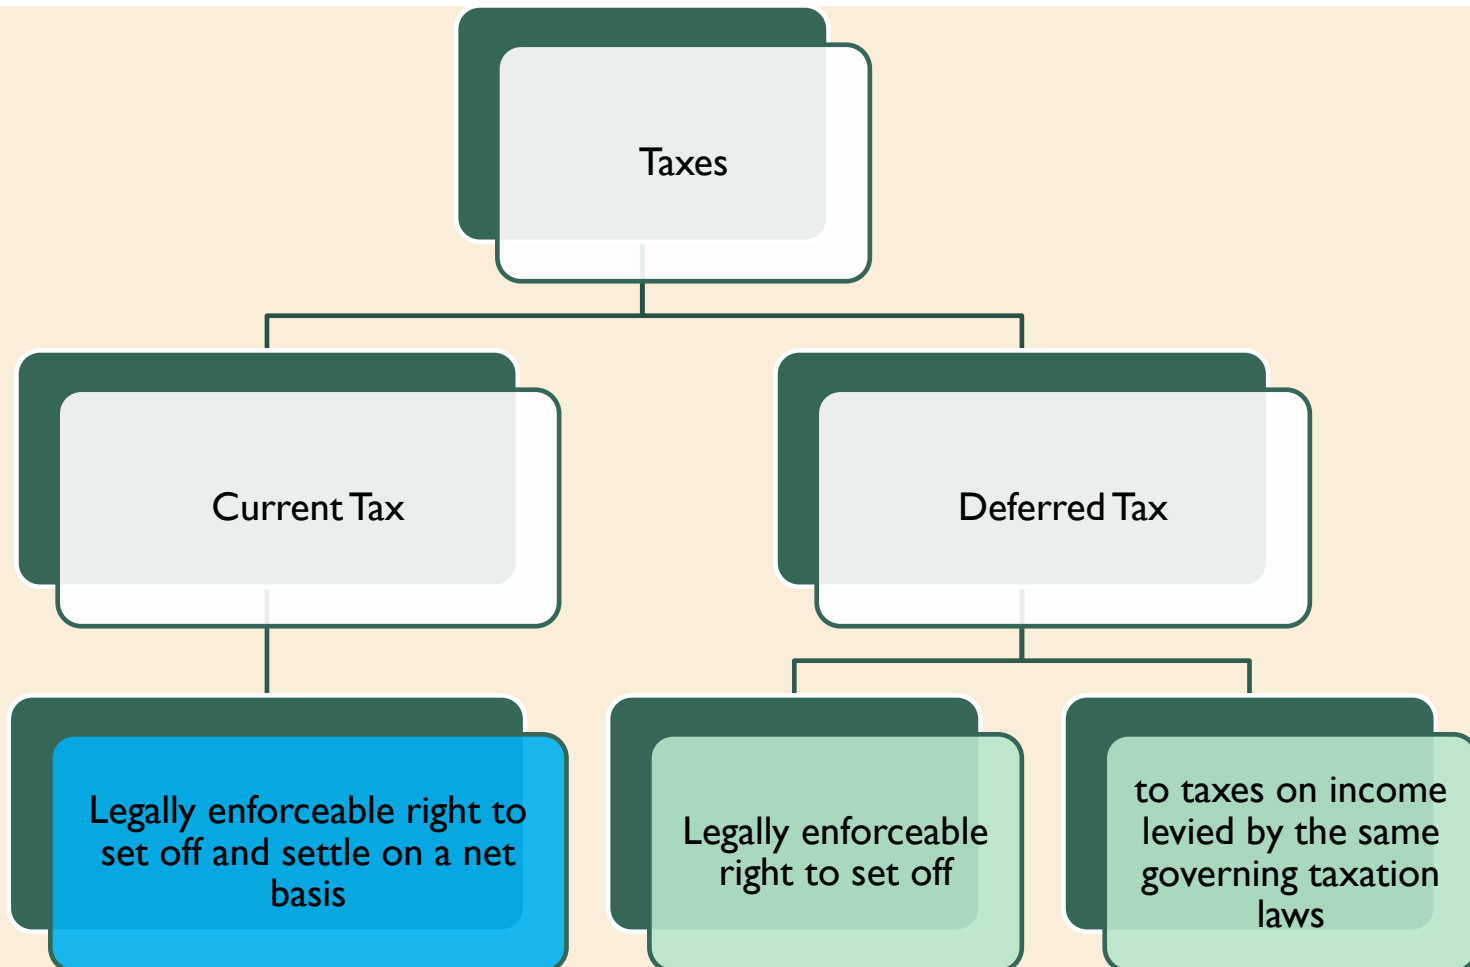 Taxes
Current Tax
Deferred Tax
Legally enforceable right to
set off and settle on a net
basis
Legally enforceable
right to set off
to taxes on income
levied by the same
governing taxation
laws